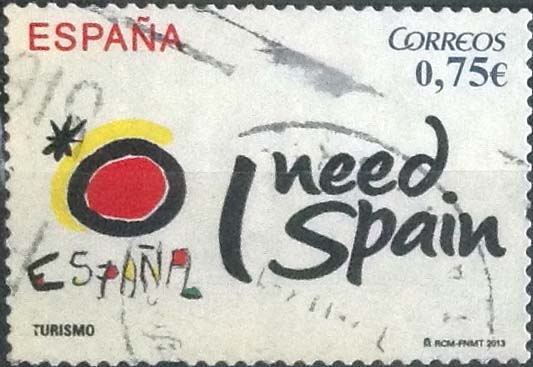 ESPAÑA
CORREOS
0,75€
I need
Spain
ESPAÑA
TURISMO
RCM-FNMT 2013